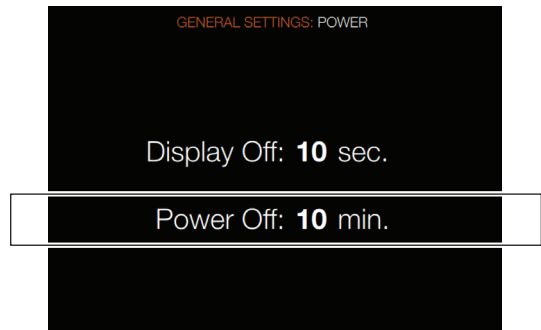 GENERAL SETTINGS: POWER
Display Off: 10 sec.
Power Off: 10 min.